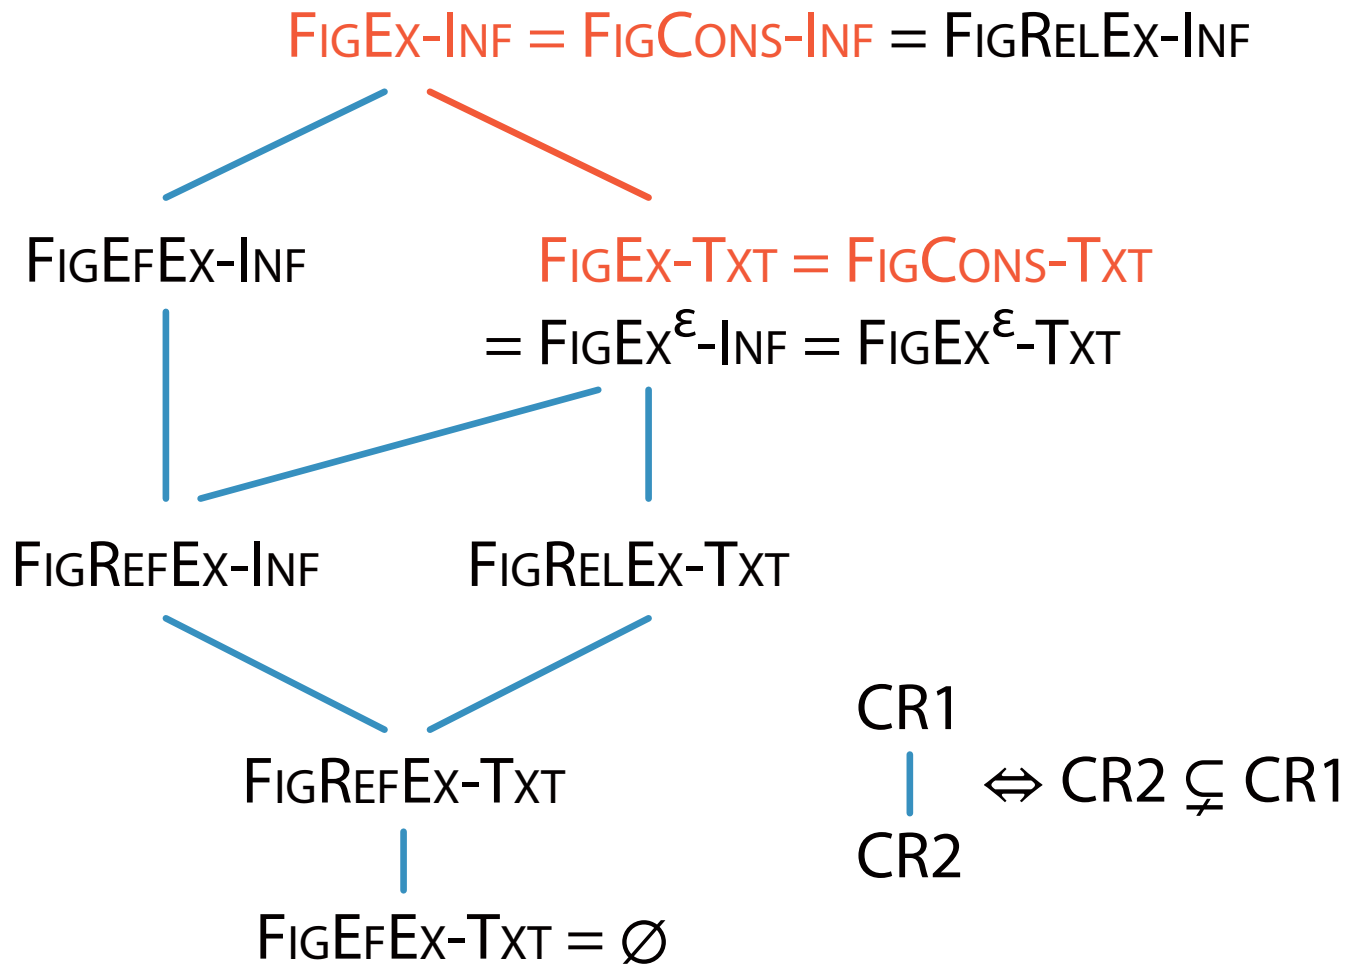 FIGEX-INF = FIGCONS-INF = FIGRELEX-INF
FIGEFEX-INF
FIGEX-TXT = FIGCONS-TXT
= FIGEX^ε-INF = FIGEX^ε-TXT
FIGREFEX-INF
FIGRELEX-TXT
CR1
FIGREFEX-TXT
⇔ CR2 ⊊ CR1
CR2
FIGEFEX-TXT = ∅